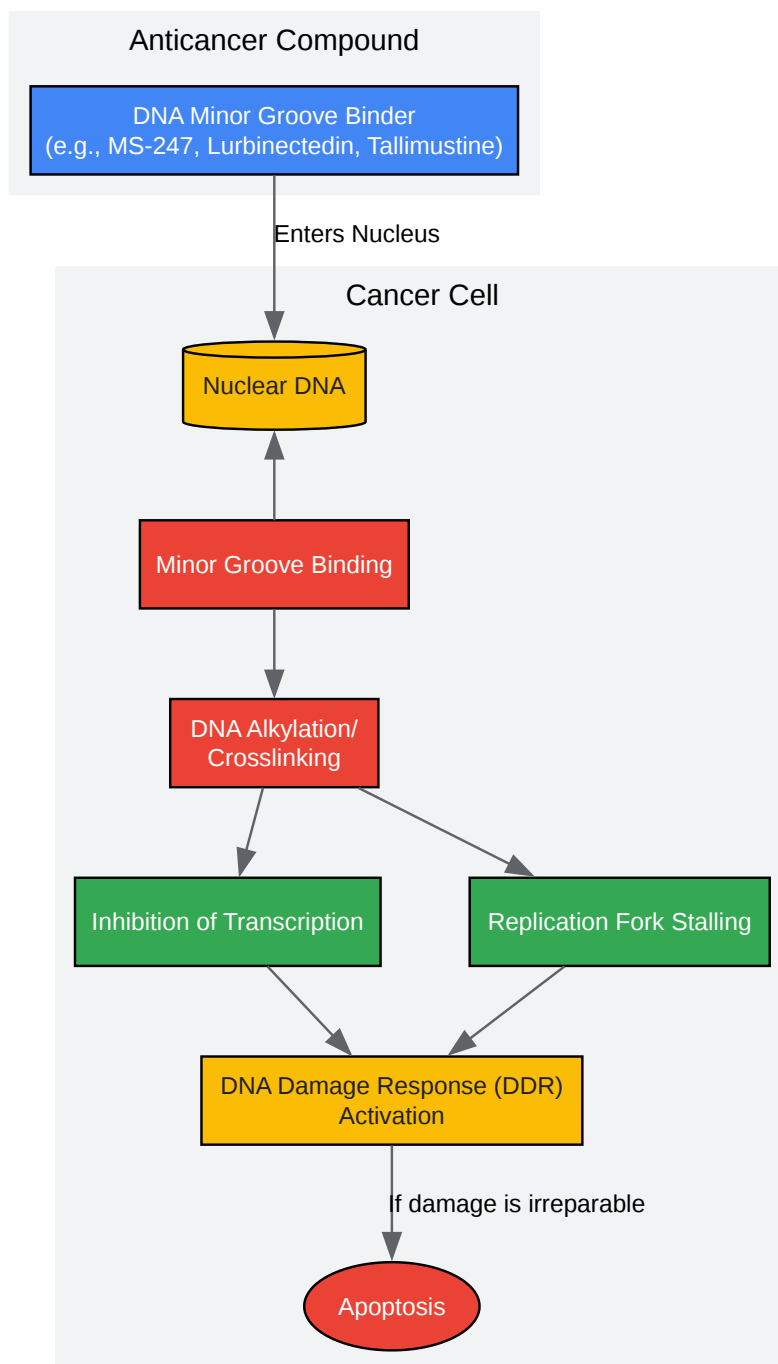 Anticancer Compound
DNA Minor Groove Binder
(e.g., MS-247, Lurbinectedin, Tallimustine)
Enters Nucleus
Cancer Cell
Nuclear DNA
Minor Groove Binding
DNA Alkylation/
Crosslinking
Inhibition of Transcription
Replication Fork Stalling
DNA Damage Response (DDR)
Activation
If damage is irreparable
Apoptosis